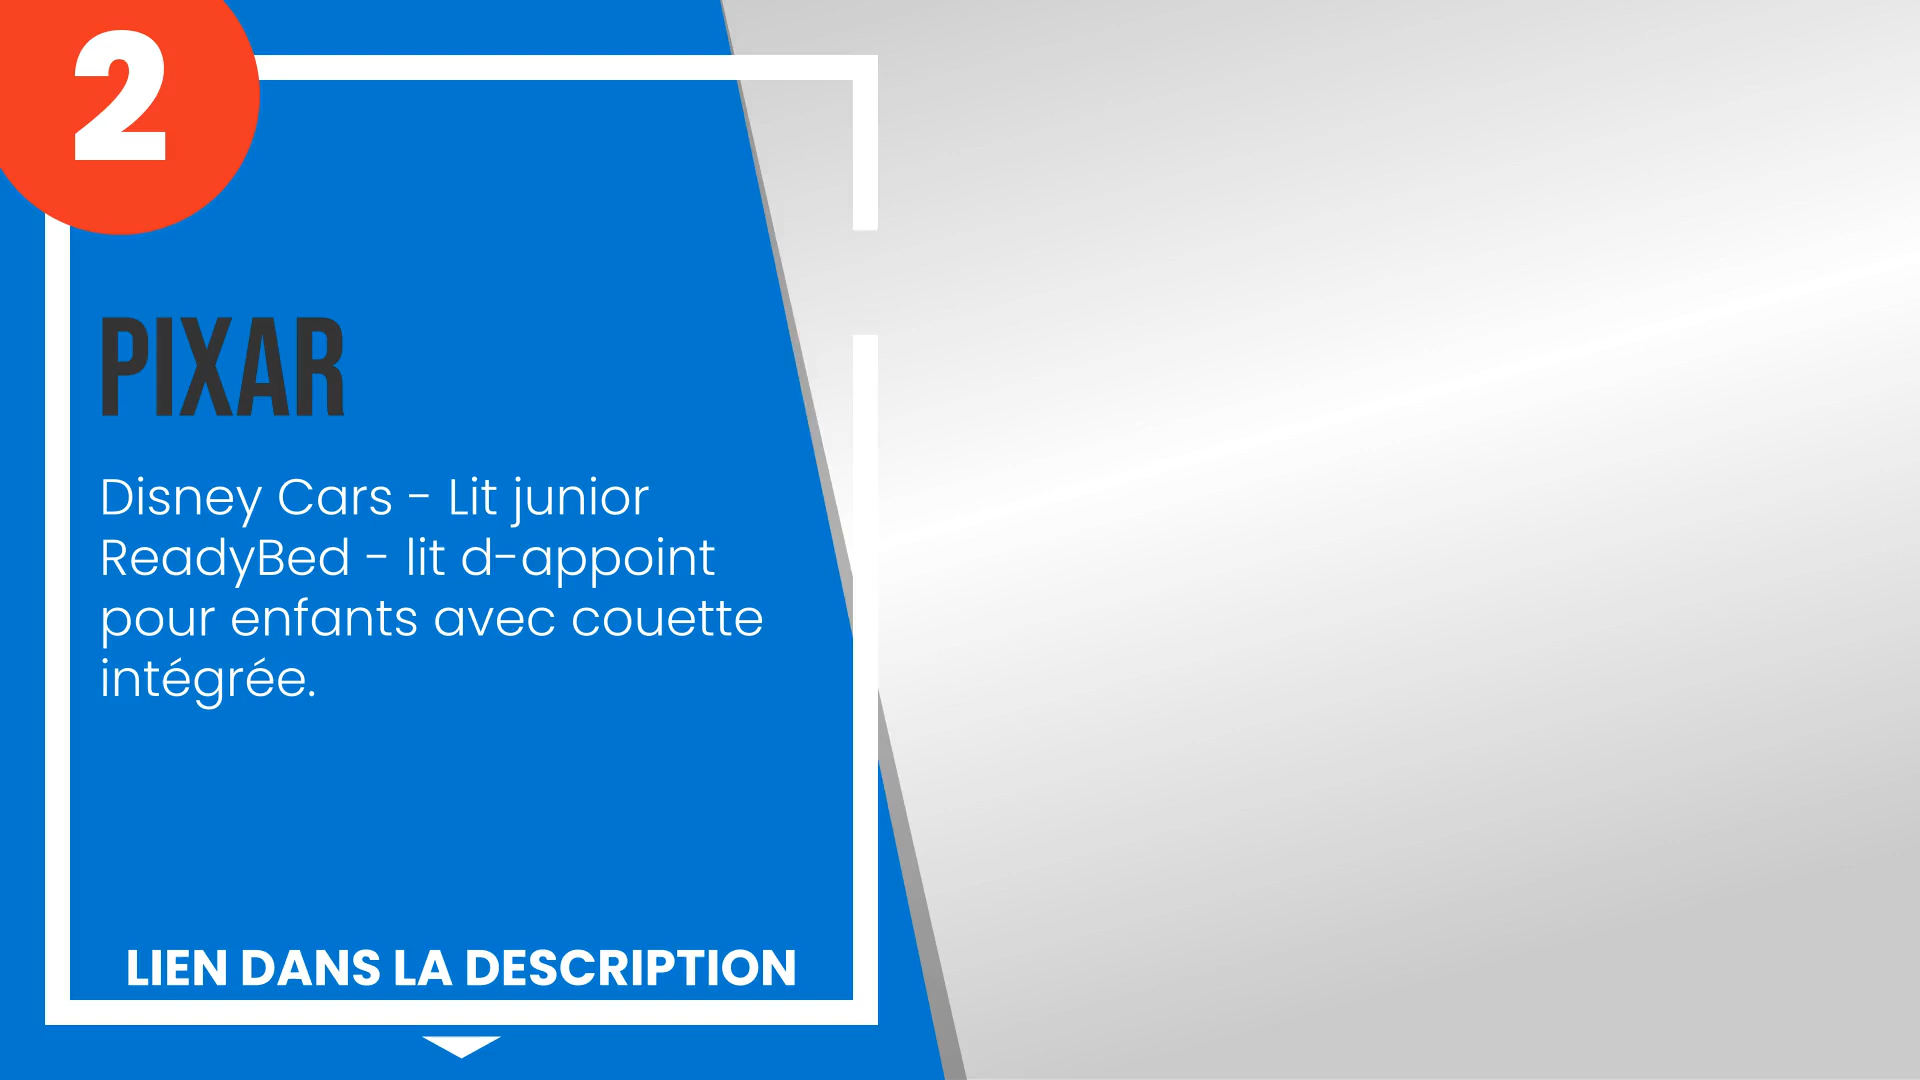 2
PIXAR
Disney Cars - Lit junior
ReadyBed - lit d-appoint
pour enfants avec couette
intégrée.
LIEN DANS LA DESCRIPTION